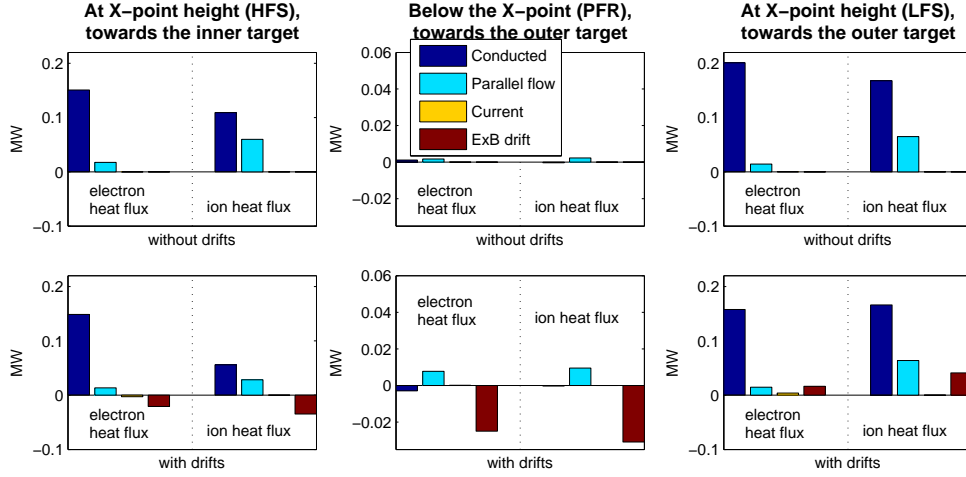 At X−point height (HFS),
towards the inner target
0.2
0.1
0
−0.1
MW
electron
heat flux
ion heat flux
without drifts
Below the X−point (PFR),
towards the outer target
0.06
0.04
0.02
0
−0.02
MW
Conducted
Parallel flow
Current
ExB drift
electron
heat flux
ion heat flux
without drifts
At X−point height (LFS),
towards the outer target
0.2
0.1
0
−0.1
MW
electron
heat flux
ion heat flux
without drifts
0.2
0.1
0
−0.1
MW
electron
heat flux
ion heat flux
with drifts
0.06
0.04
0.02
0
−0.02
MW
electron
heat flux
ion heat flux
with drifts
0.2
0.1
0
−0.1
MW
electron
heat flux
ion heat flux
with drifts